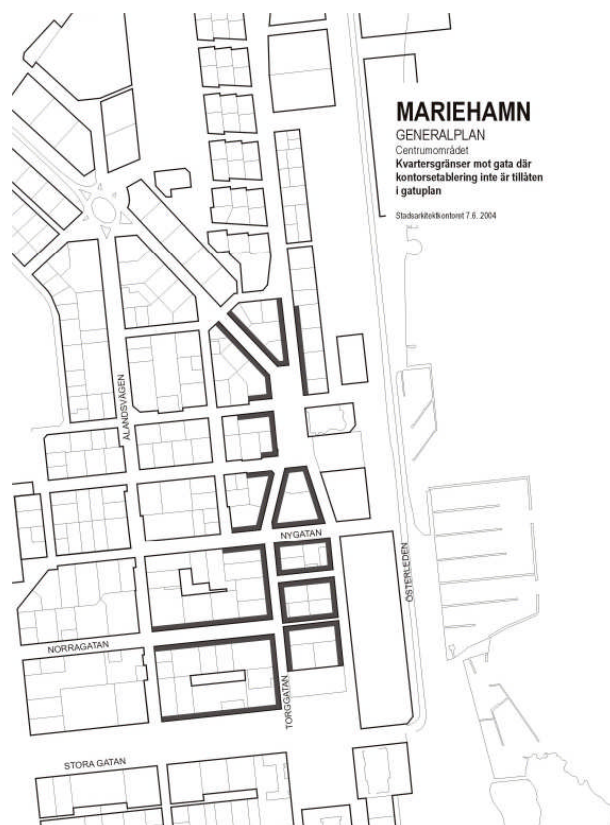 MARIEHAMN
GENERALPLAN
Centrumområdet
Kvartersgränser mot gata där
kontorsetablering inte är tillåten
i gatuplan
Stadsarkitektkontoret 7.6. 2004
ÅLANDSVÄGEN
NYGATAN
ÖSTERLEDEN
NORRAGATAN
TORGGATAN
STORA GATAN